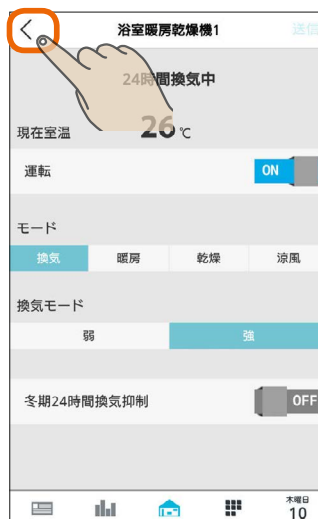 浴室暖房乾燥機1 送信
24時間換気中
現在室温 26 ℃
運転 ON
モード
換気 暖房 乾燥 涼風
換気モード
弱 強
冬期24時間換気抑制 OFF
木曜日
10